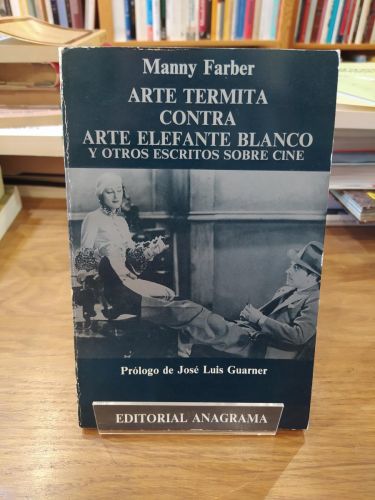 Manny Farber
ARTE TERMITA
CONTRA
ARTE ELEFANTE BLANCO
Y OTROS ESCRITOS SOBRE CINE
Prólogo de José Luis Guarner
EDITORIAL ANAGRAMA